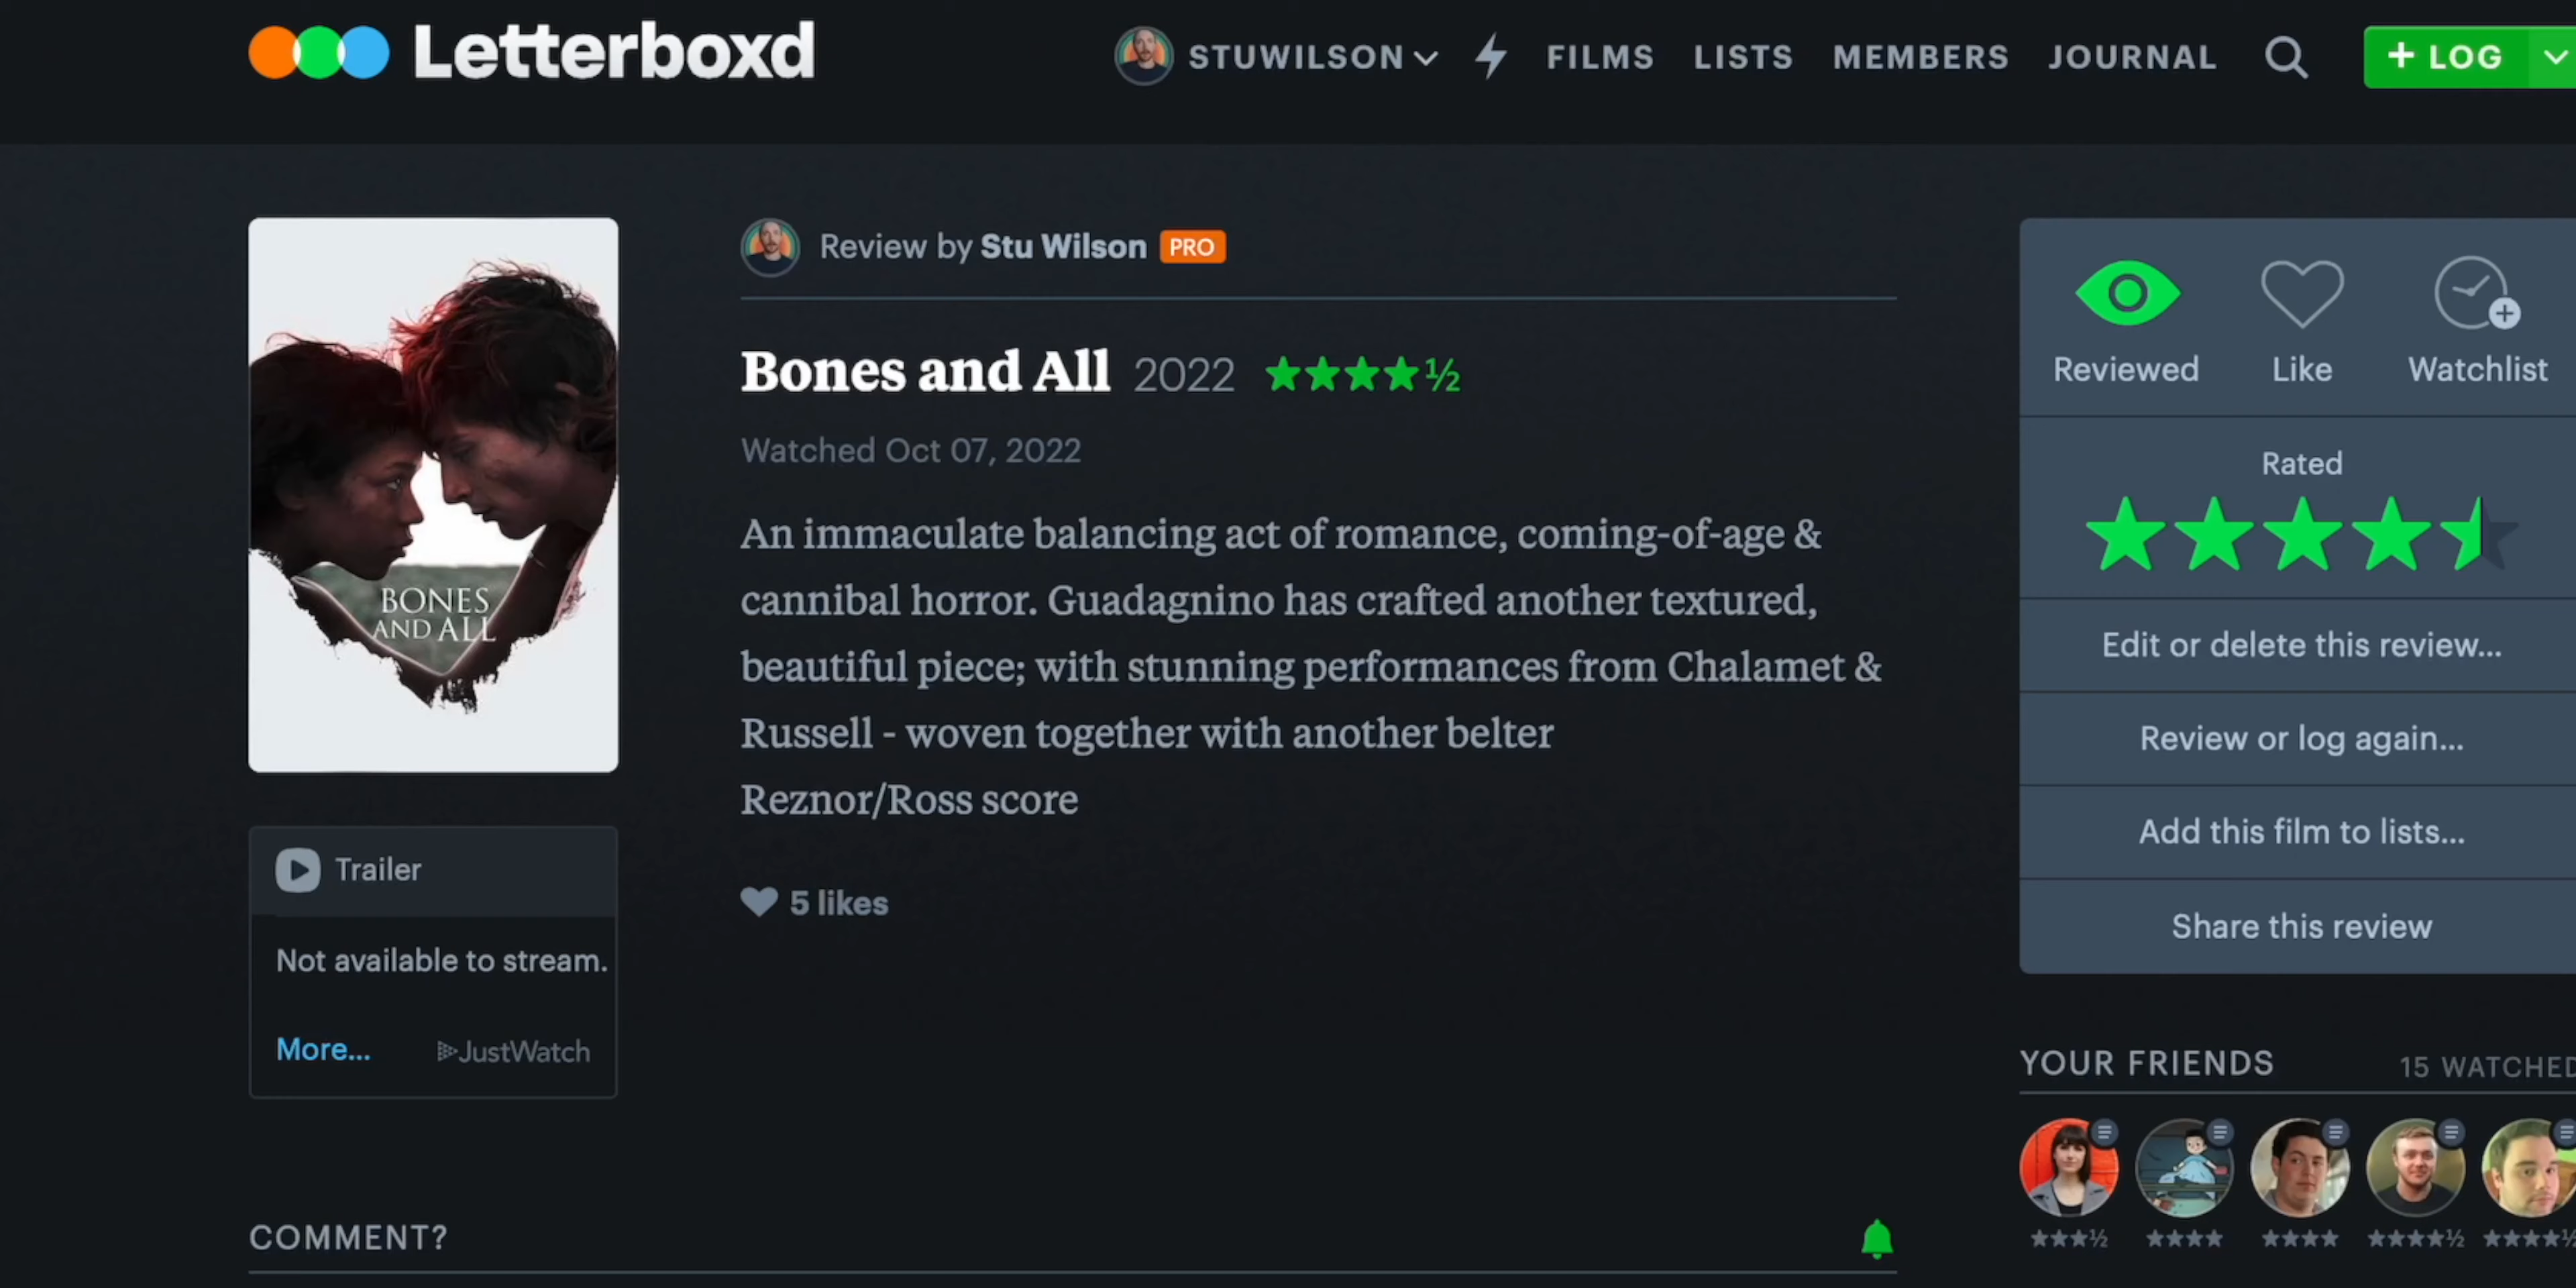 Letterboxd
STUWILSON FILMS LISTS MEMBERS JOURNAL + LOG
Review by Stu Wilson PRO
Bones and All 2022 ★★★★½
Watched Oct 07, 2022
An immaculate balancing act of romance, coming-of-age &
cannibal horror. Guadagnino has crafted another textured,
beautiful piece; with stunning performances from Chalamet &
Russell - woven together with another belter
Reznor/Ross score
5 likes
BONES
AND ALL
Trailer
Not available to stream.
More...
JustWatch
Reviewed Like Watchlist
Rated
Edit or delete this review...
Review or log again...
Add this film to lists...
Share this review
YOUR FRIENDS 15 WATCHED
★★★½ ★★★★ ★★★★ ★★★★½ ★★★★½
COMMENT?